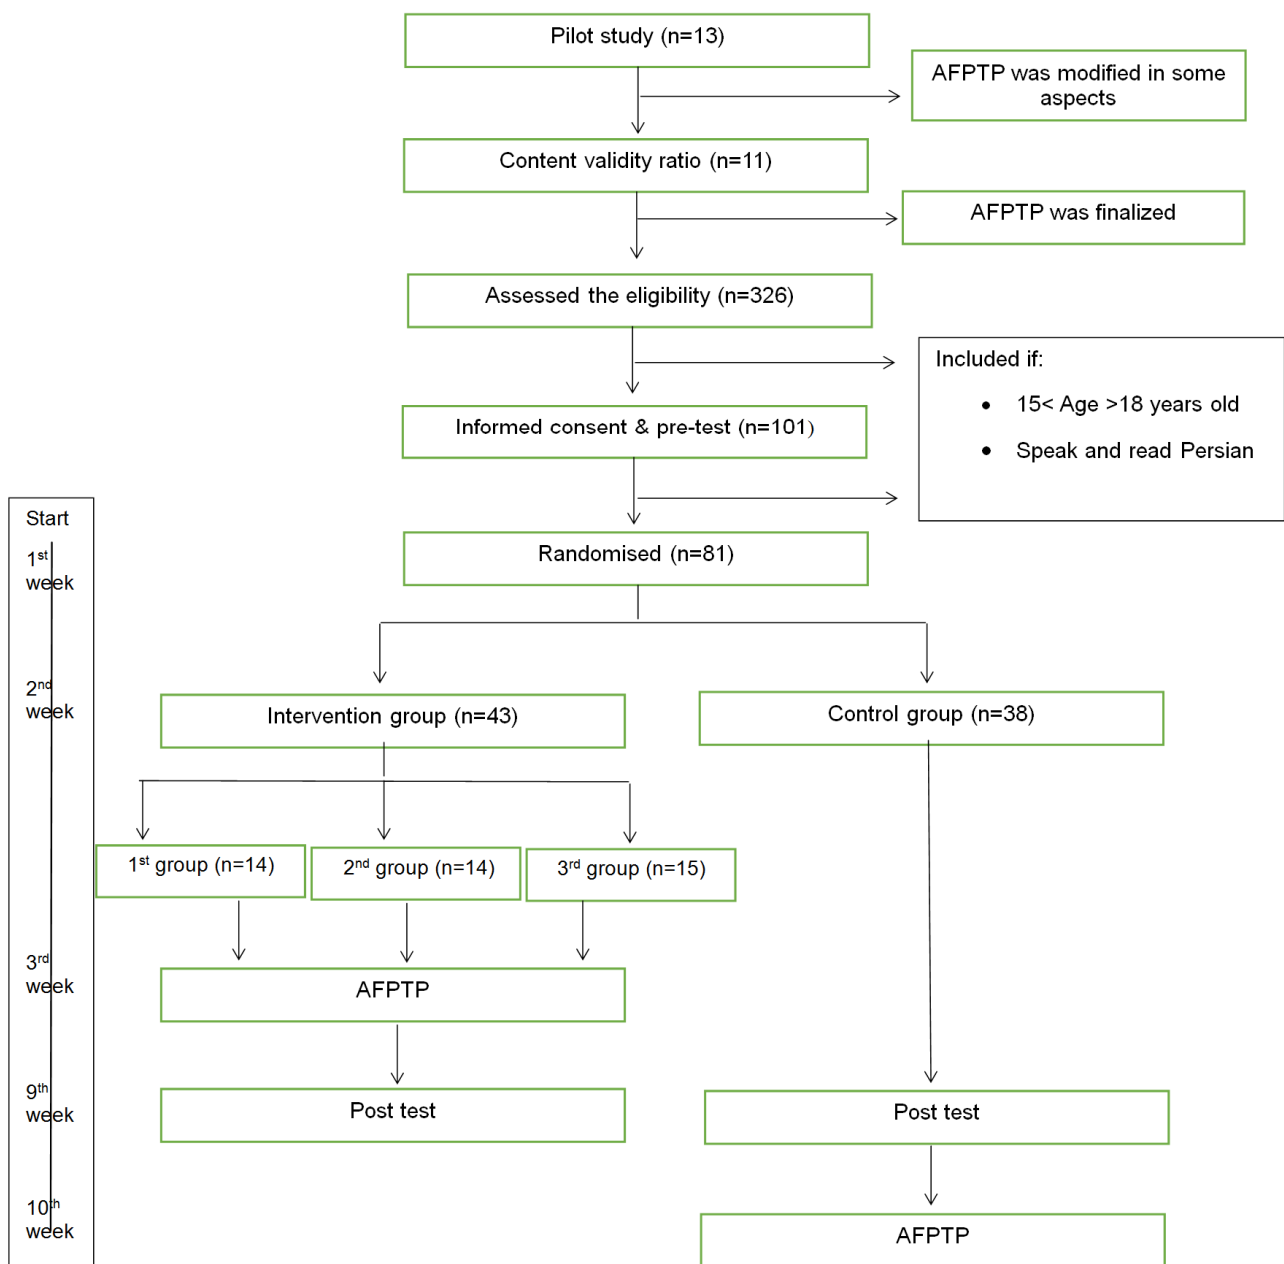 Pilot study (n=13)
AFPTP was modified in some
aspects
Content validity ratio (n=11)
AFPTP was finalized
Assessed the eligibility (n=326)
Included if:
• 15< Age >18 years old
• Speak and read Persian
Informed consent & pre-test (n=101)
Start
1st
week
Randomised (n=81)
2nd
week
Intervention group (n=43)
Control group (n=38)
1st group (n=14)
2nd group (n=14)
3rd group (n=15)
3rd
week
AFPTP
9th
week
Post test
Post test
10th
week
AFPTP